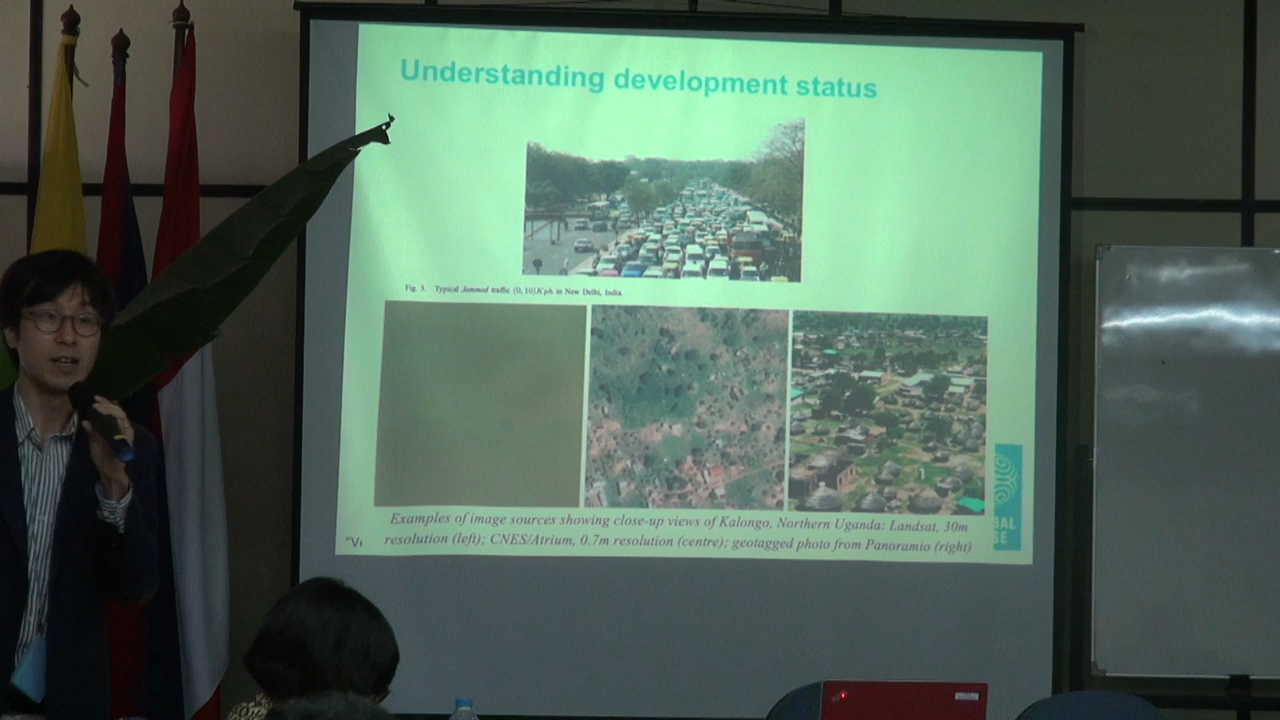 Understanding development status
Fig. 3. Typical Jammed traffic (0, 10) Kph in New Delhi, India.
Examples of image sources showing close-up views of Kalongo, Northern Uganda: Landsat, 30m
resolution (left); CNES/Atrium, 0.7m resolution (centre); geotagged photo from Panoramio (right)